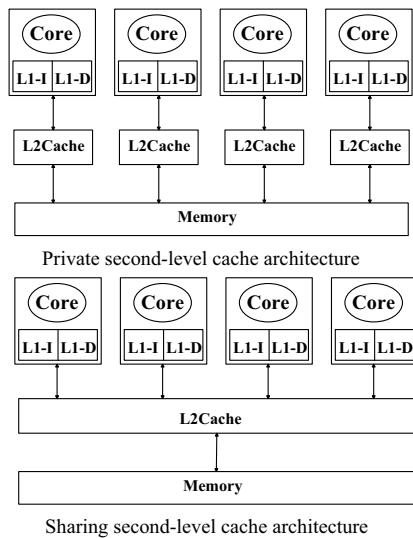 Core Core Core Core
L1-I L1-D L1-I L1-D L1-I L1-D L1-I L1-D
L2Cache L2Cache L2Cache L2Cache
Memory
Private second-level cache architecture
Core Core Core Core
L1-I L1-D L1-I L1-D L1-I L1-D L1-I L1-D
L2Cache
Memory
Sharing second-level cache architecture